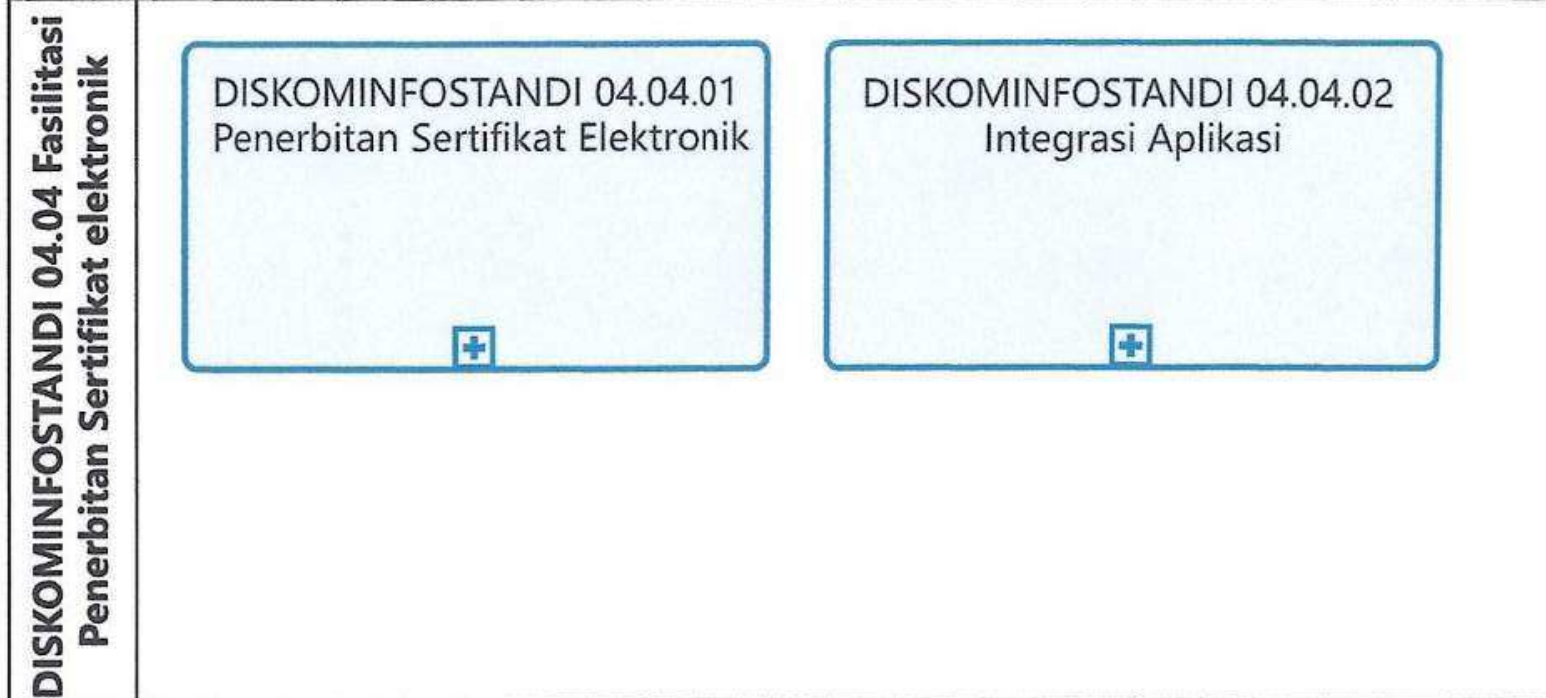 DISKOMINFOSTANDI 04.04 Fasilitasi
Penerbitan Sertifikat elektronik
DISKOMINFOSTANDI 04.04.01
Penerbitan Sertifikat Elektronik
DISKOMINFOSTANDI 04.04.02
Integrasi Aplikasi